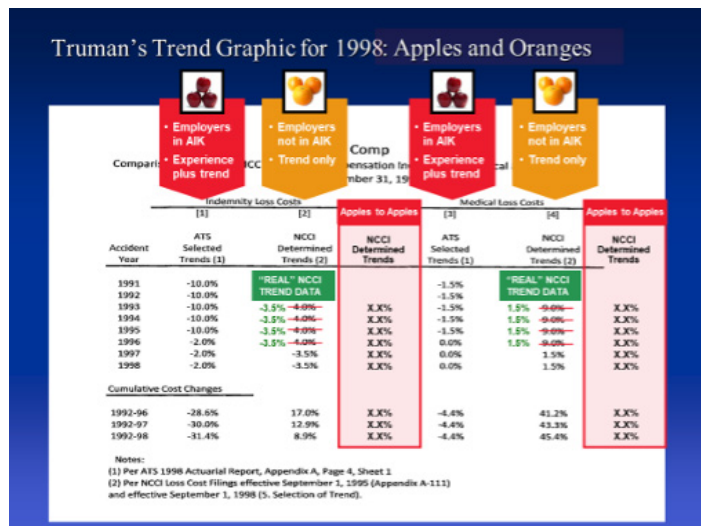 Truman's Trend Graphic for 1998: Apples and Oranges
• Employers in AIK
• Experience plus trend
• Employers not in AIK
• Trend only
• Employers in AIK
• Experience plus trend
• Employers not in AIK
• Trend only
Comp
Comparis NCC pensation In cal
mber 31, 19
Indemnity Loss Costs Medical Loss Costs
[1] [2] Apples to Apples [3] [4] Apples to Apples
Accident Year ATS Selected Trends (1) NCCI Determined Trends (2) NCCI Determined Trends ATS Selected Trends (1) NCCI Determined Trends (2) NCCI Determined Trends
"REAL" NCCI TREND DATA "REAL" NCCI TREND DATA
1991 -10.0% -1.5%
1992 -10.0% -1.5%
1993 -10.0% -3.5% -4.0% X.X% -1.5% 1.5% -9.0% X.X%
1994 -10.0% -3.5% -4.0% X.X% -1.5% 1.5% -9.0% X.X%
1995 -10.0% -3.5% -4.0% X.X% -1.5% 1.5% -9.0% X.X%
1996 -2.0% -3.5% -4.0% X.X% 0.0% 1.5% -9.0% X.X%
1997 -2.0% -3.5% X.X% 0.0% 1.5% X.X%
1998 -2.0% -3.5% X.X% 0.0% 1.5% X.X%
Cumulative Cost Changes
1992-96 -28.6% 17.0% X.X% -4.4% 41.2% X.X%
1992-97 -30.0% 12.9% X.X% -4.4% 43.3% X.X%
1992-98 -31.4% 8.9% X.X% -4.4% 45.4% X.X%
Notes:
(1) Per ATS 1998 Actuarial Report, Appendix A, Page 4, Sheet 1
(2) Per NCCI Loss Cost Filings effective September 1, 1995 (Appendix A-111)
and effective September 1, 1998 (5. Selection of Trend).